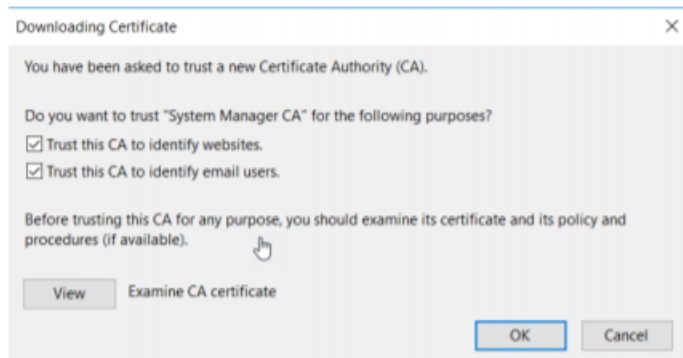 Downloading Certificate
You have been asked to trust a new Certificate Authority (CA).
Do you want to trust "System Manager CA" for the following purposes?
Trust this CA to identify websites.
Trust this CA to identify email users.
Before trusting this CA for any purpose, you should examine its certificate and its policy and
procedures (if available).
View Examine CA certificate
OK Cancel